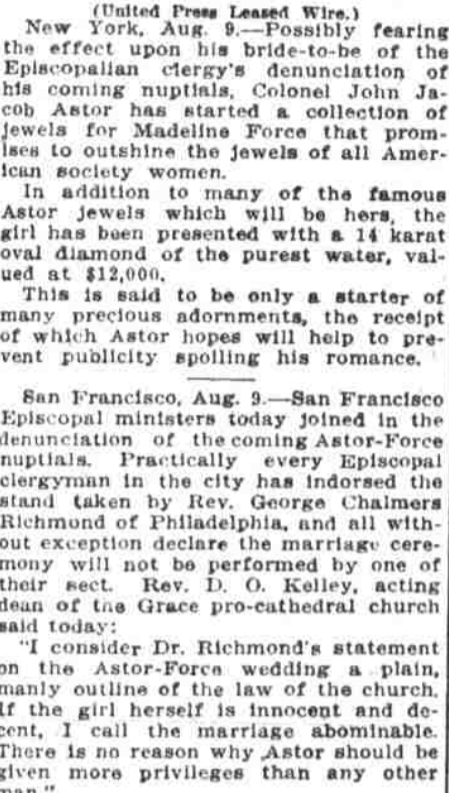 (United Press Leased Wire.)
New York, Aug. 9.—Possibly fearing
the effect upon his bride-to-be of the
Episcopalian clergy's denunciation of
his coming nuptials, Colonel John Ja-
cob Astor has started a collection of
jewels for Madeline Force that prom-
ises to outshine the jewels of all Amer-
ican society women.
In addition to many of the famous
Astor jewels which will be hers, the
girl has been presented with a 14 karat
oval diamond of the purest water, val-
ued at $12,000.
This is said to be only a starter of
many precious adornments, the receipt
of which Astor hopes will help to pre-
vent publicity spoiling his romance.
San Francisco, Aug. 9.—San Francisco
Episcopal ministers today joined in the
denunciation of the coming Astor-Force
nuptials. Practically every Episcopal
clergyman in the city has indorsed the
stand taken by Rev. George Chalmers
Richmond of Philadelphia, and all with-
out exception declare the marriage cere-
mony will not be performed by one of
their sect. Rev. D. O. Kelley, acting
dean of the Grace pro-cathedral church
said today:
"I consider Dr. Richmond's statement
on the Astor-Force wedding a plain,
manly outline of the law of the church.
If the girl herself is innocent and de-
cent, I call the marriage abominable.
There is no reason why Astor should be
given more privileges than any other
man."